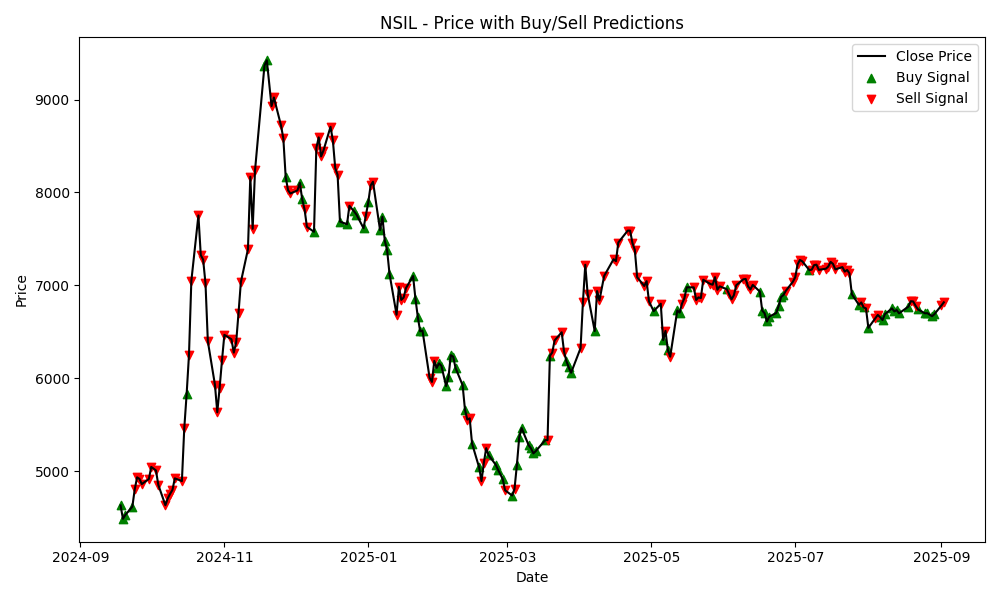 NSIL - Price with Buy/Sell Predictions
Close Price
Buy Signal
Sell Signal
Price
9000
8000
7000
6000
5000
2024-09 2024-11 2025-01 2025-03 2025-05 2025-07 2025-09
Date